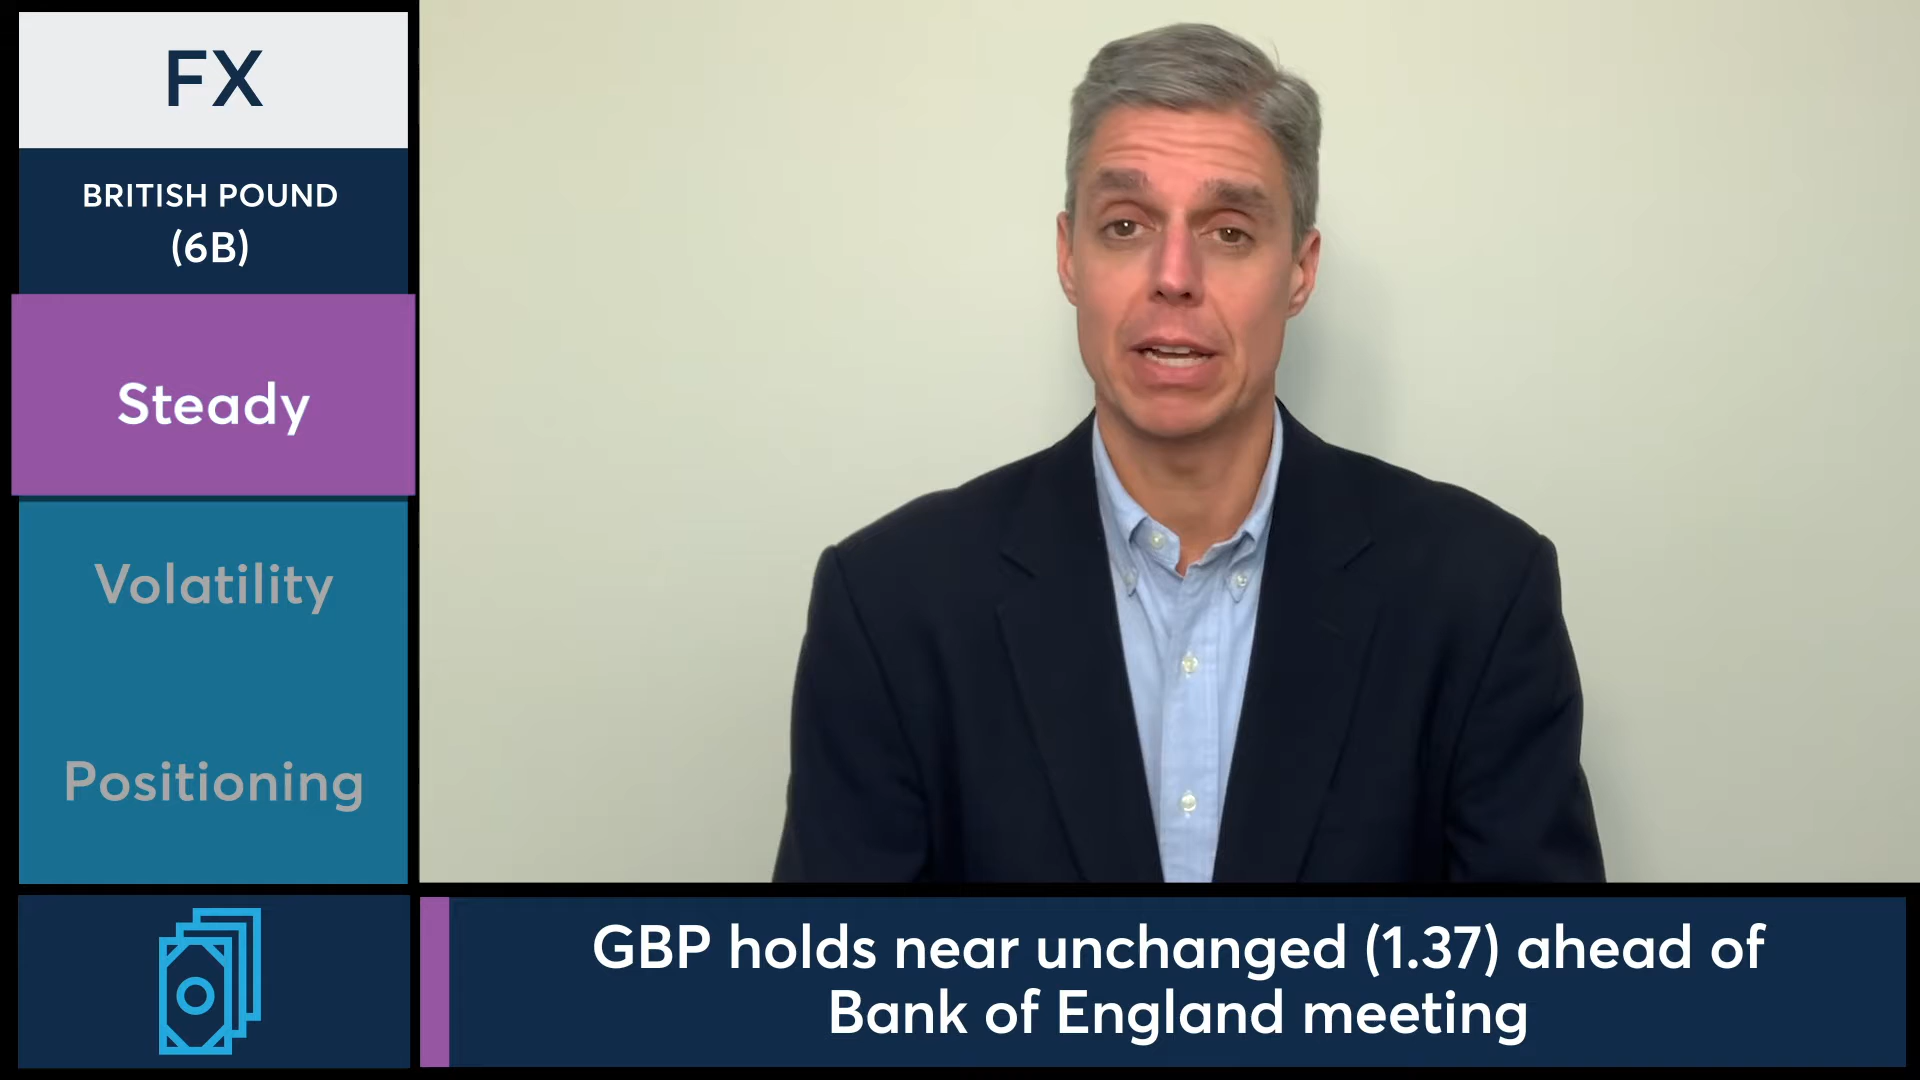 FX
BRITISH POUND
(6B)
Steady
Volatility
Positioning
GBP holds near unchanged (1.37) ahead of
Bank of England meeting